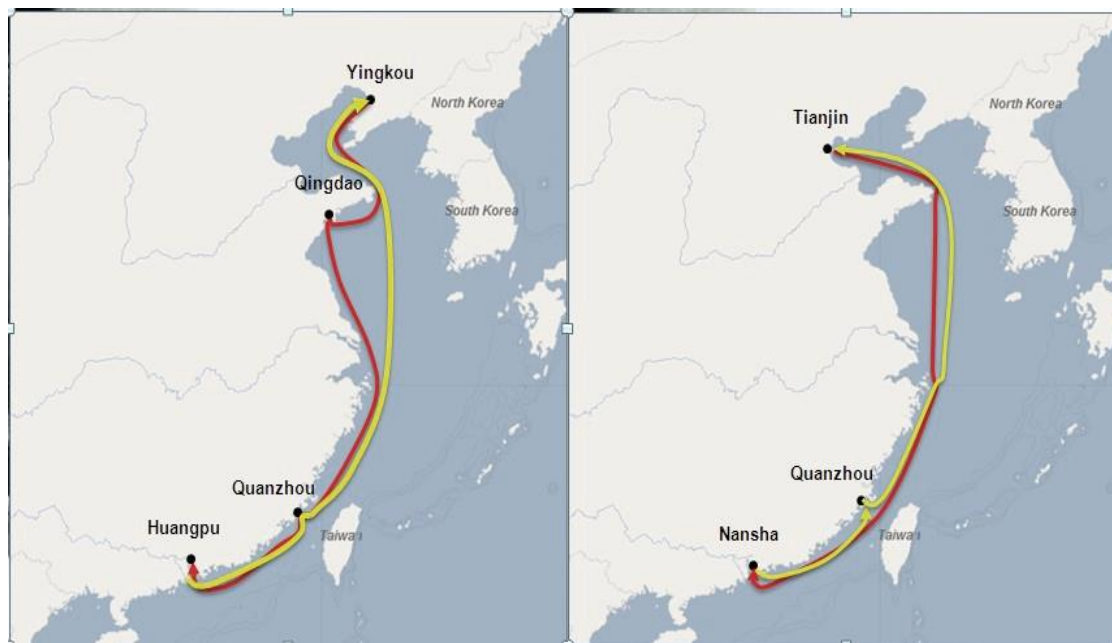 Yingkou
North Korea
Qingdao
South Korea
Quanzhou
Huangpu
Taiwan
North Korea
Tianjin
South Korea
Quanzhou
Nansha
Taiwan